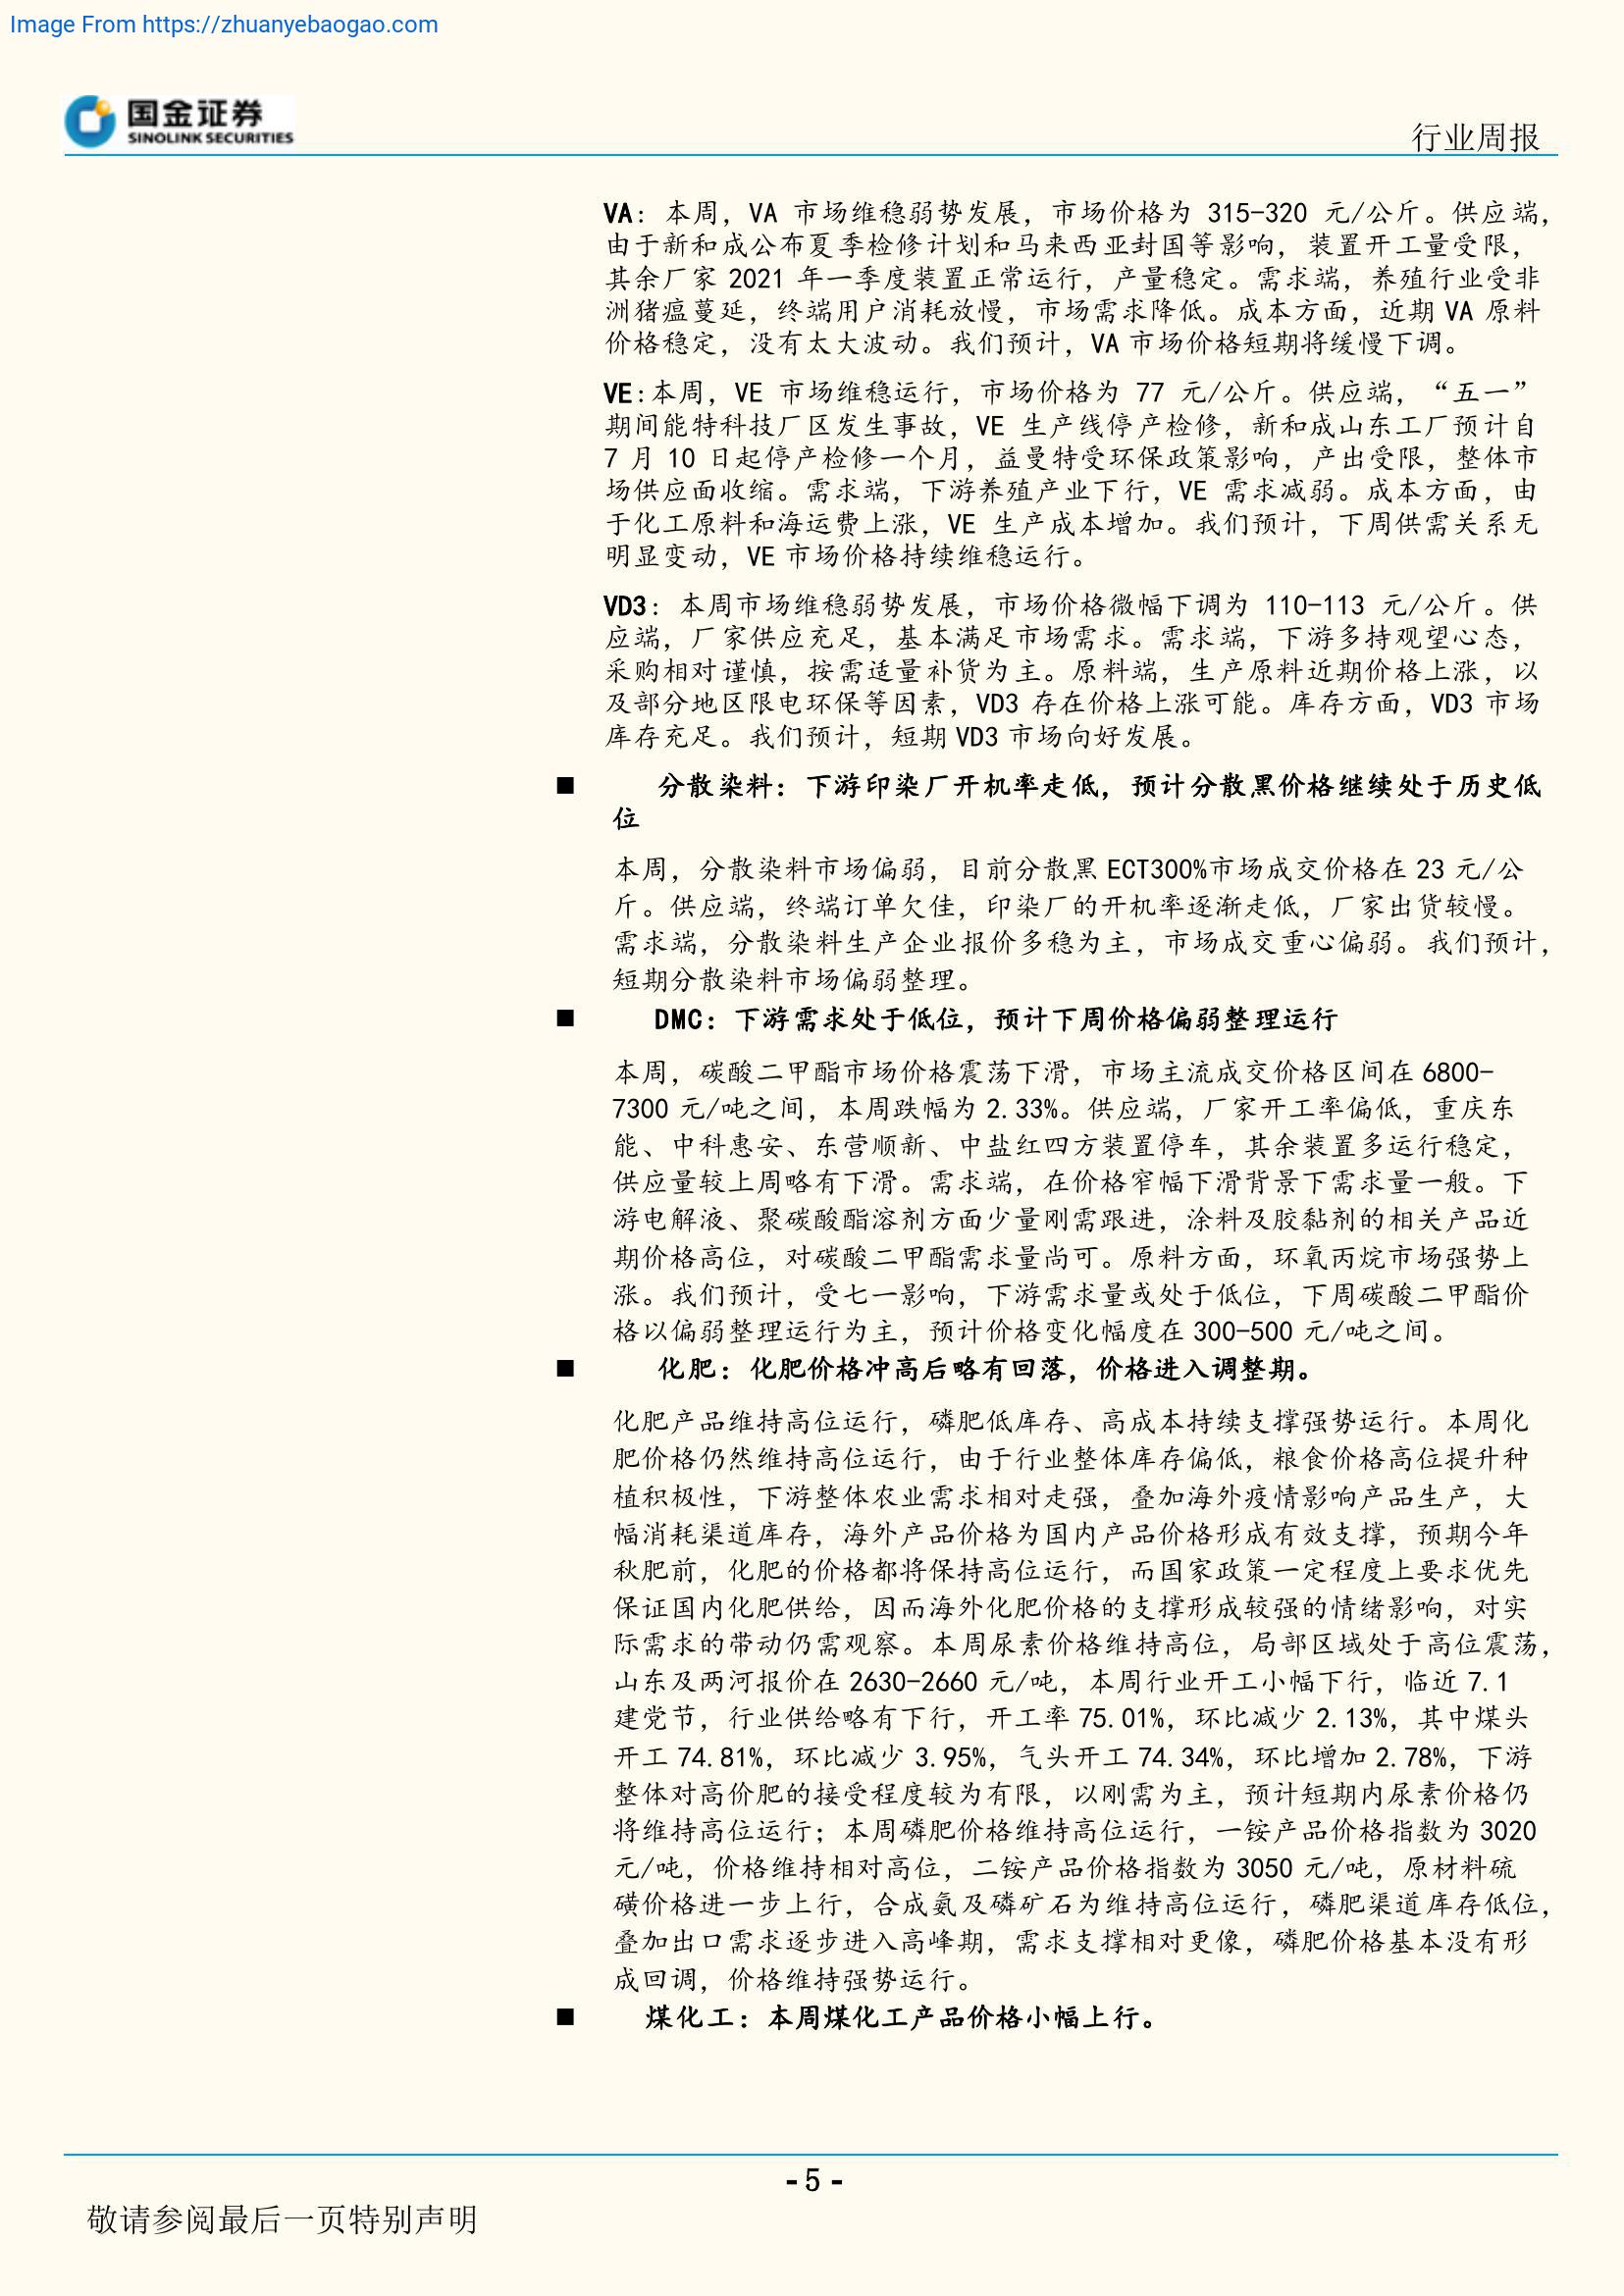 Image From https://zhuanyebaogao.com
国金证券
SINOLINK SECURITIES
行业周报
VA：本周，VA 市场维稳弱势发展，市场价格为 315-320 元/公斤。供应端，
由于新和成公布夏季检修计划和马来西亚封国等影响，装置开工量受限，
其余厂家 2021 年一季度装置正常运行，产量稳定。需求端，养殖行业受非
洲猪瘟蔓延，终端用户消耗放慢，市场需求降低。成本方面，近期 VA 原料
价格稳定，没有太大波动。我们预计，VA 市场价格短期将缓慢下调。
VE：本周，VE 市场维稳运行，市场价格为 77 元/公斤。供应端，“五一”
期间能特科技厂区发生事故，VE 生产线停产检修，新和成山东工厂预计自
7 月 10 日起停产检修一个月，益曼特受环保政策影响，产出受限，整体市
场供应面收缩。需求端，下游养殖产业下行，VE 需求减弱。成本方面，由
于化工原料和海运费上涨，VE 生产成本增加。我们预计，下周供需关系无
明显变动，VE 市场价格持续维稳运行。
VD3：本周市场维稳弱势发展，市场价格微幅下调为 110-113 元/公斤。供
应端，厂家供应充足，基本满足市场需求。需求端，下游多持观望心态，
采购相对谨慎，按需适量补货为主。原料端，生产原料近期价格上涨，以
及部分地区限电环保等因素，VD3 存在价格上涨可能。库存方面，VD3 市场
库存充足。我们预计，短期 VD3 市场向好发展。
■ 分散染料：下游印染厂开机率走低，预计分散黑价格继续处于历史低
位
本周，分散染料市场偏弱，目前分散黑 ECT300%市场成交价格在 23 元/公
斤。供应端，终端订单欠佳，印染厂的开机率逐渐走低，厂家出货较慢。
需求端，分散染料生产企业报价多稳为主，市场成交重心偏弱。我们预计，
短期分散染料市场偏弱整理。
■ DMC：下游需求处于低位，预计下周价格偏弱整理运行
本周，碳酸二甲酯市场价格震荡下滑，市场主流成交价格区间在 6800-
7300 元/吨之间，本周跌幅为 2.33%。供应端，厂家开工率偏低，重庆东
能、中科惠安、东营顺新、中盐红四方装置停车，其余装置多运行稳定，
供应量较上周略有下滑。需求端，在价格窄幅下滑背景下需求量一般。下
游电解液、聚碳酸酯溶剂方面少量刚需跟进，涂料及胶黏剂的相关产品近
期价格高位，对碳酸二甲酯需求量尚可。原料方面，环氧丙烷市场强势上
涨。我们预计，受七一影响，下游需求量或处于低位，下周碳酸二甲酯价
格以偏弱整理运行为主，预计价格变化幅度在 300-500 元/吨之间。
■ 化肥：化肥价格冲高后略有回落，价格进入调整期。
化肥产品维持高位运行，磷肥低库存、高成本持续支撑强势运行。本周化
肥价格仍然维持高位运行，由于行业整体库存偏低，粮食价格高位提升种
植积极性，下游整体农业需求相对走强，叠加海外疫情影响产品生产，大
幅消耗渠道库存，海外产品价格为国内产品价格形成有效支撑，预期今年
秋肥前，化肥的价格都将保持高位运行，而国家政策一定程度上要求优先
保证国内化肥供给，因而海外化肥价格的支撑形成较强的情绪影响，对实
际需求的带动仍需观察。本周尿素价格维持高位，局部区域处于高位震荡，
山东及两河报价在 2630-2660 元/吨，本周行业开工小幅下行，临近 7.1
建党节，行业供给略有下行，开工率 75.01%，环比减少 2.13%，其中煤头
开工 74.81%，环比减少 3.95%，气头开工 74.34%，环比增加 2.78%，下游
整体对高价肥的接受程度较为有限，以刚需为主，预计短期内尿素价格仍
将维持高位运行；本周磷肥价格维持高位运行，一铵产品价格指数为 3020
元/吨，价格维持相对高位，二铵产品价格指数为 3050 元/吨，原材料硫
磺价格进一步上行，合成氨及磷矿石为维持高位运行，磷肥渠道库存低位，
叠加出口需求逐步进入高峰期，需求支撑相对更像，磷肥价格基本没有形
成回调，价格维持强势运行。
■ 煤化工：本周煤化工产品价格小幅上行。
- 5 -
敬请参阅最后一页特别声明